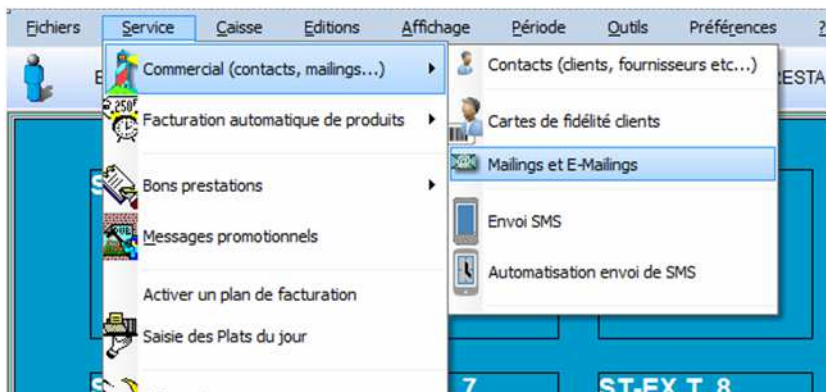 Fichiers Service Caisse Editions Affichage Période Outils Préférences ?
Commercial (contacts, mailings...)
Contacts (clients, fournisseurs etc...)
ESTA
Facturation automatique de produits
Cartes de fidélité clients
Bons prestations
Mailings et E-Mailings
Messages promotionnels
Envoi SMS
Activer un plan de facturation
Automatisation envoi de SMS
Saisie des Plats du jour
7
ST-EX T 8